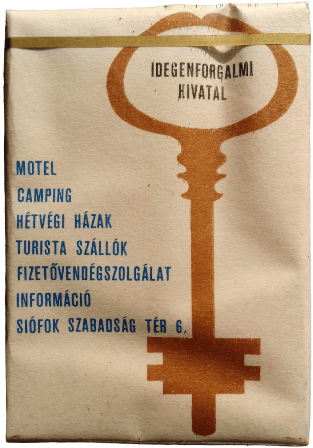 IDEGENFORGALMI
HIVATAL
MOTEL
CAMPING
HÉTVÉGI HÁZAK
TURISTA SZÁLLÓK
FIZETŐVENDÉGSZOLGÁLAT
INFORMÁCIÓ
SIÓFOK SZABADSÁG TÉR 6.